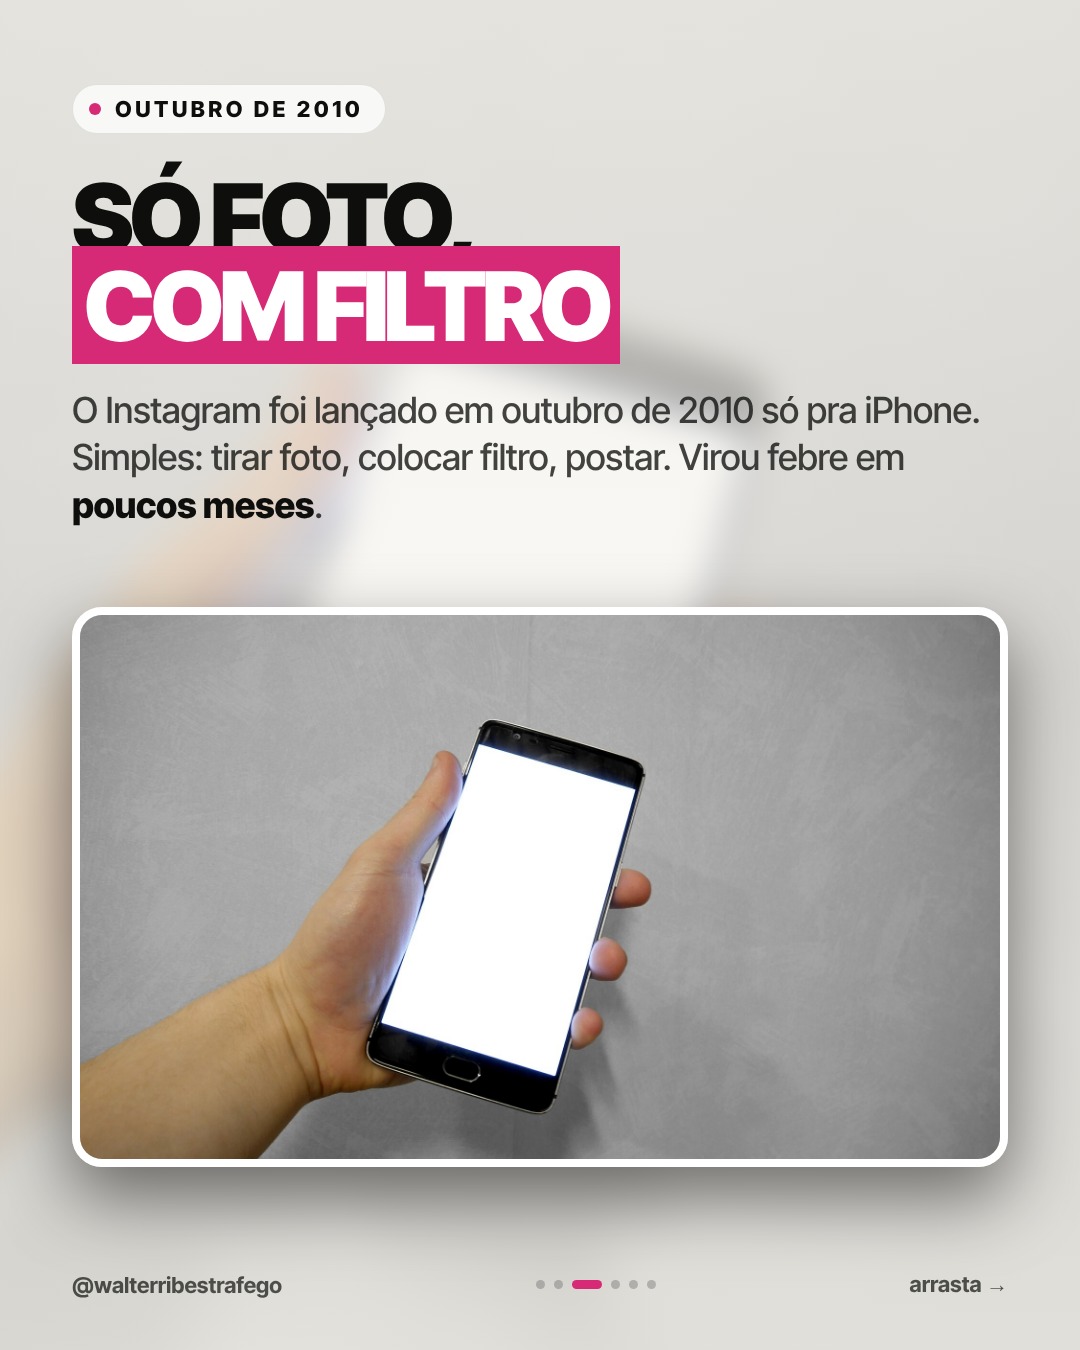 OUTUBRO DE 2010
SÓ FOTO,
COM FILTRO
O Instagram foi lançado em outubro de 2010 só pra iPhone.
Simples: tirar foto, colocar filtro, postar. Virou febre em
poucos meses.
@walterribestrafego
arrasta →